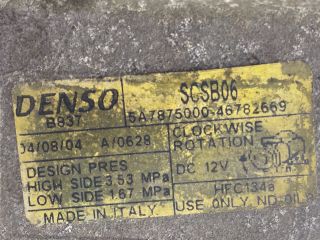 DENSO SCSB06
B837 5A7875000-46782669
04/08/04 A/0628 CLOCKWISE
ROTATION
DESIGN PRES DC 12V
HIGH SIDE 3,53 MPa
LOW SIDE 1,67 MPa HFC134a
MADE IN ITALY USE ONLY ND-OIL